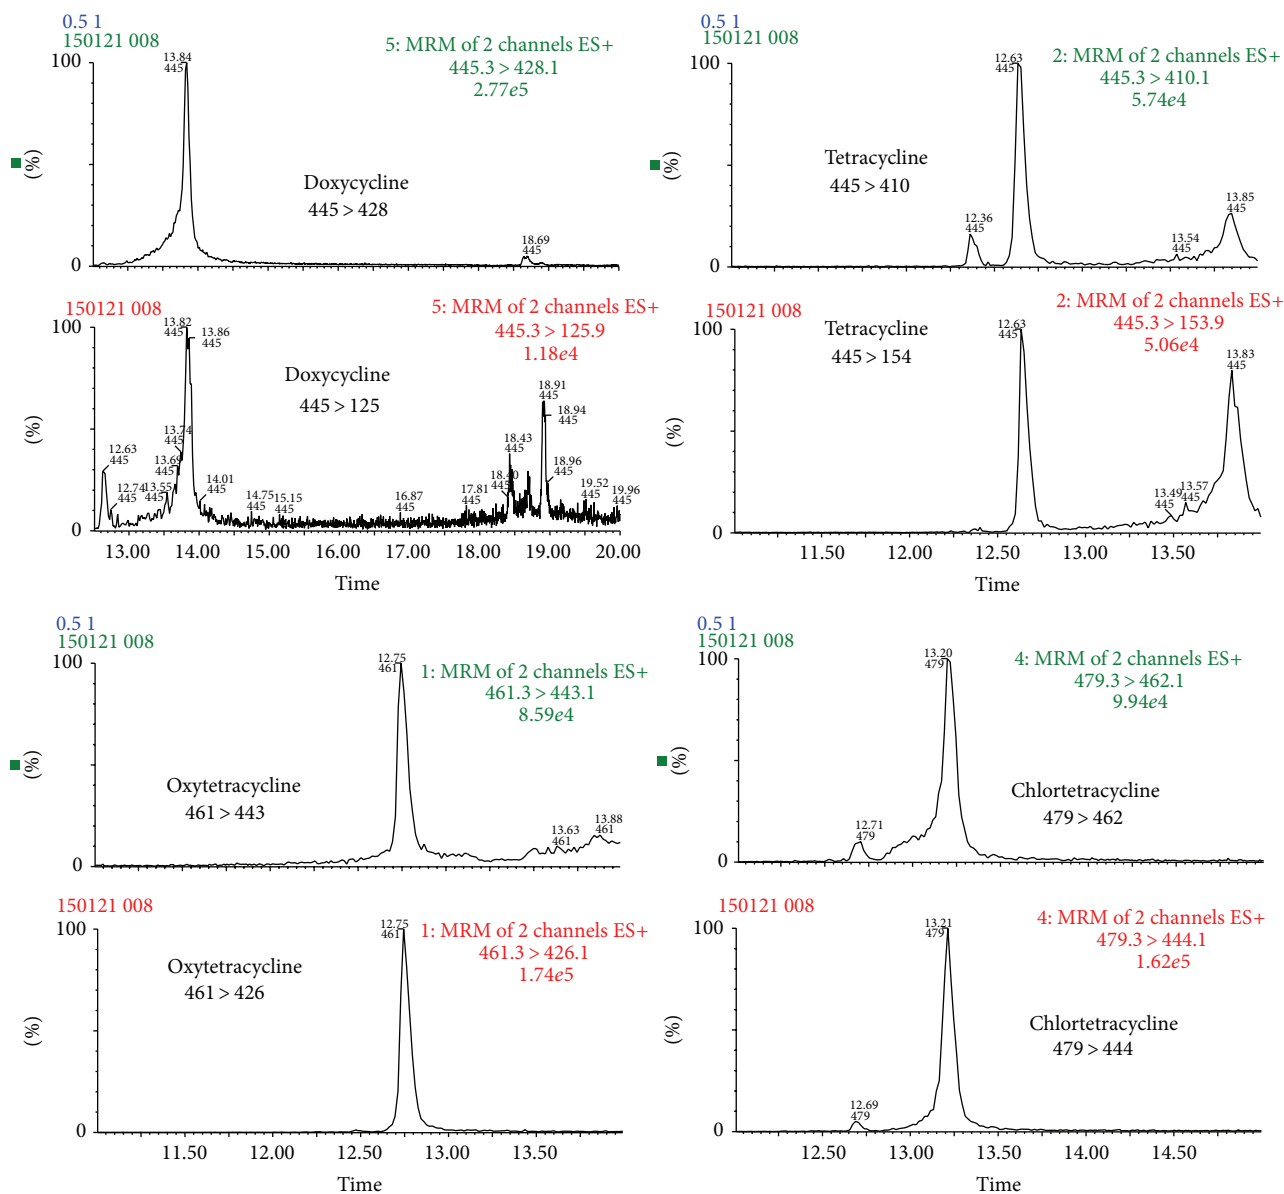 0.5 1
150121 008
5: MRM of 2 channels ES+
445.3 > 428.1
2.77e5
13.84
445
100
(%)
0
Doxycycline
445 > 428
18.69
445
150121 008
5: MRM of 2 channels ES+
445.3 > 125.9
1.18e4
100
(%)
0
13.82
445
13.86
445
Doxycycline
445 > 125
12.63
445
12.74
445
13.55
445
13.69
445
13.74
445
14.01
445
14.75
445
15.15
445
16.87
445
17.81
445
18.40
445
18.43
445
18.91
445
18.94
445
18.96
445
19.52
445
19.96
445
13.00 14.00 15.00 16.00 17.00 18.00 19.00 20.00
Time
0.5 1
150121 008
2: MRM of 2 channels ES+
445.3 > 410.1
5.74e4
100
(%)
0
12.63
445
Tetracycline
445 > 410
12.36
445
13.54
445
13.85
445
150121 008
2: MRM of 2 channels ES+
445.3 > 153.9
5.06e4
100
(%)
0
Tetracycline
445 > 154
12.63
445
13.49
445
13.57
445
13.83
445
11.50 12.00 12.50 13.00 13.50
Time
0.5 1
150121 008
1: MRM of 2 channels ES+
461.3 > 443.1
8.59e4
100
(%)
0
12.75
461
Oxytetracycline
461 > 443
13.63
461
13.88
461
150121 008
1: MRM of 2 channels ES+
461.3 > 426.1
1.74e5
100
(%)
0
12.75
461
Oxytetracycline
461 > 426
11.50 12.00 12.50 13.00 13.50
Time
0.5 1
150121 008
4: MRM of 2 channels ES+
479.3 > 462.1
9.94e4
100
(%)
0
13.20
479
Chlortetracycline
479 > 462
12.71
479
150121 008
4: MRM of 2 channels ES+
479.3 > 444.1
1.62e5
100
(%)
0
13.21
479
Chlortetracycline
479 > 444
12.69
479
12.50 13.00 13.50 14.00 14.50
Time